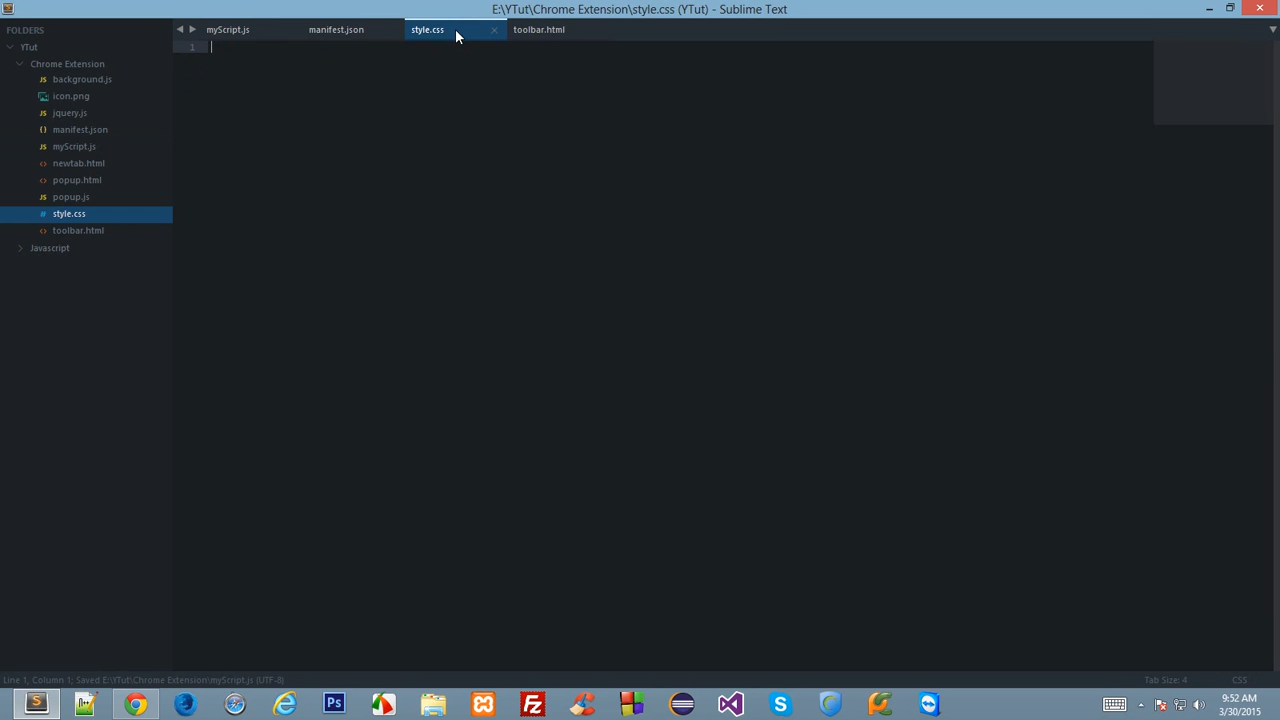 E:\YTut\Chrome Extension\style.css (YTut) - Sublime Text
FOLDERS
YTut
Chrome Extension
background.js
icon.png
jquery.js
manifest.json
myScript.js
newtab.html
popup.html
popup.js
style.css
toolbar.html
Javascript
myScript.js manifest.json style.css toolbar.html
1
Line 1, Column 1; Saved E:\YTut\Chrome Extension\myScript.js (UTF-8) Tab Size: 4 CSS
9:52 AM
3/30/2015